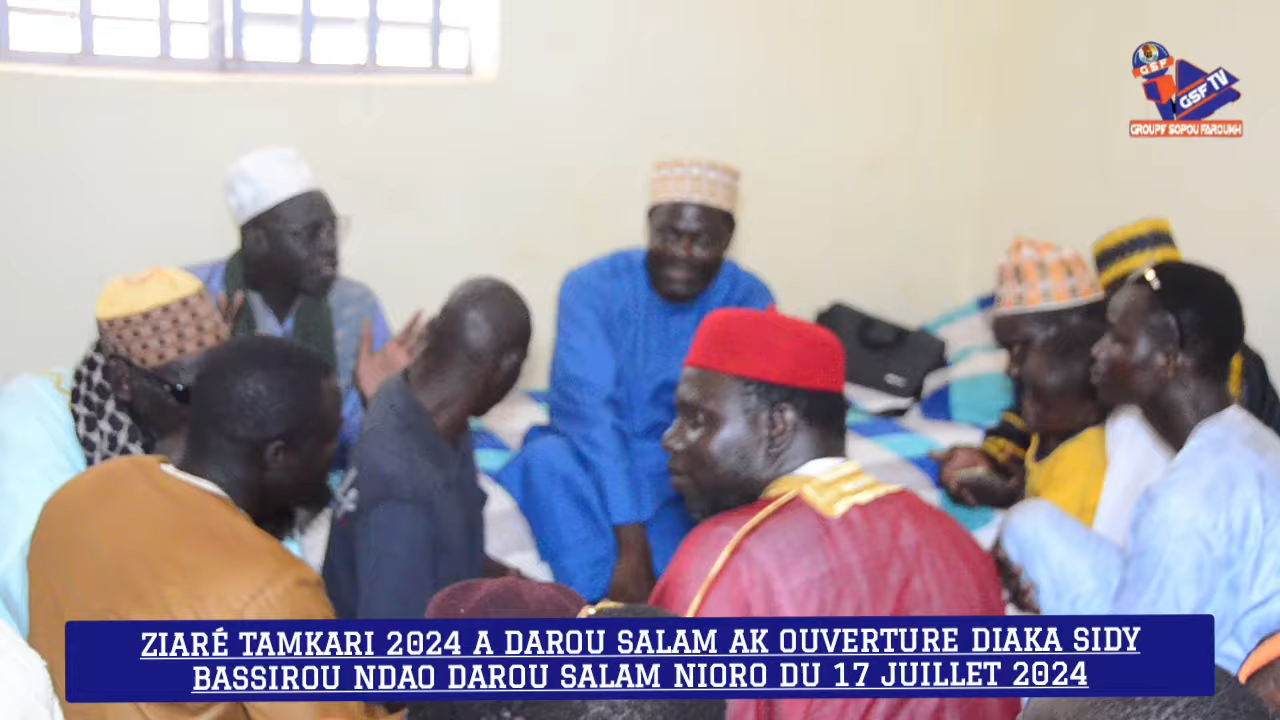 GSF
GSF TV
GROUPE SOPOU FAROUKH
ZIARÉ TAMKARI 2024 A DAROU SALAM AK OUVERTURE DIAKA SIDY
BASSIROU NDAO DAROU SALAM NIORO DU 17 JUILLET 2024